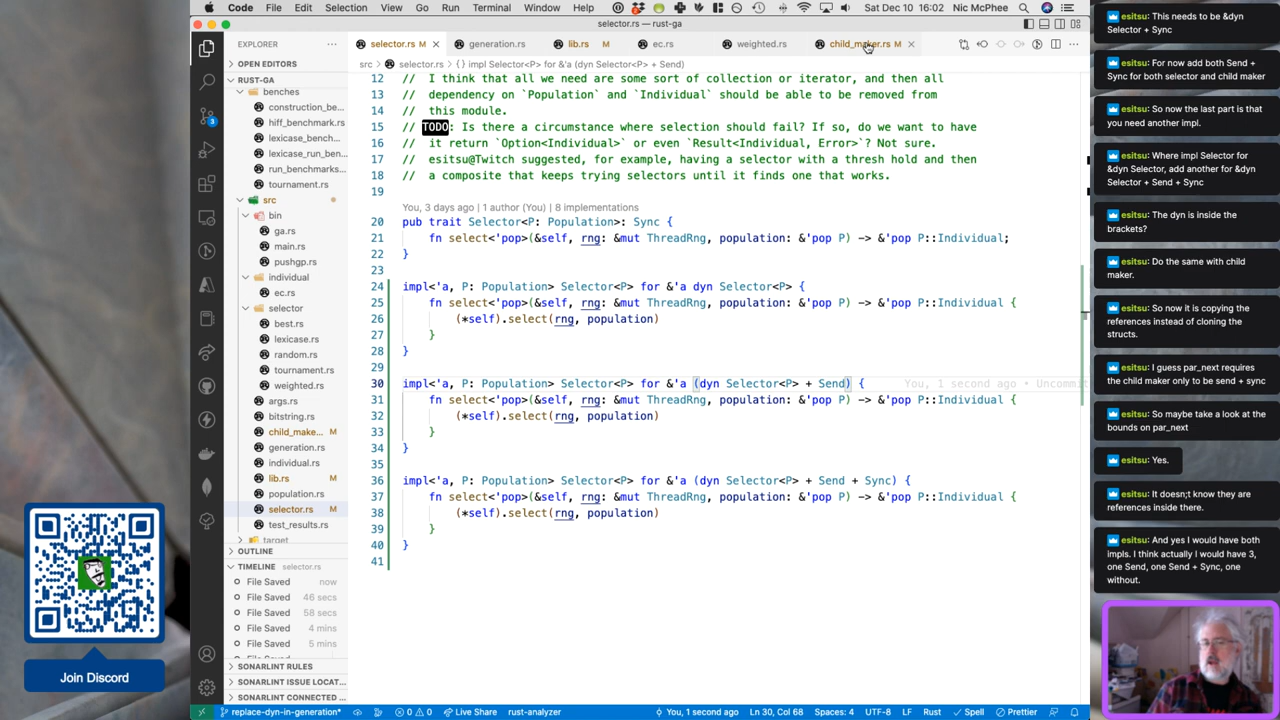 Code File Edit Selection View Go Run Terminal Window Help Sat Dec 10 16:02 Nic McPhee
selector.rs — rust-ga
EXPLORER
OPEN EDITORS
RUST-GA
benches
construction_be...
hiff_benchmark.rs
lexicase_bench...
lexicase_run_ben...
run_benchmarks...
tournament.rs
src
bin
ga.rs
main.rs
pushgp.rs
individual
ec.rs
selector
best.rs
lexicase.rs
random.rs
tournament.rs
weighted.rs
args.rs
bitstring.rs
child_make... M
generation.rs
individual.rs
lib.rs M
population.rs
selector.rs M
test_results.rs
target
OUTLINE
TIMELINE
File Saved now
File Saved 46 secs
File Saved 58 secs
File Saved 4 mins
File Saved 5 mins
SONARLINT RULES
SONARLINT ISSUE LOCAT...
SONARLINT CONNECTED ...
selector.rs M generation.rs lib.rs M ec.rs weighted.rs child_maker.rs M
src > selector.rs > {} impl Selector<P> for &'a (dyn Selector<P> + Send)
12 // I think that all we need are some sort of collection or iterator, and then all
13 // dependency on `Population` and `Individual` should be able to be removed from
14 // this module.
15 // TODO: Is there a circumstance where selection should fail? If so, do we want to have
16 // it return `Option<Individual>` or even `Result<Individual, Error>`? Not sure.
17 // esitsu@Twitch suggested, for example, having a selector with a thresh hold and then
18 // a composite that keeps trying selectors until it finds one that works.
19
You, 3 days ago | 1 author (You) | 8 implementations
20 pub trait Selector<P: Population>: Sync {
21 fn select<'pop>(&self, rng: &mut ThreadRng, population: &'pop P) -> &'pop P::Individual;
22 }
23
24 impl<'a, P: Population> Selector<P> for &'a dyn Selector<P> {
25 fn select<'pop>(&self, rng: &mut ThreadRng, population: &'pop P) -> &'pop P::Individual {
26 (*self).select(rng, population)
27 }
28 }
29
30 impl<'a, P: Population> Selector<P> for &'a (dyn Selector<P> + Send) { You, 1 second ago • Uncommit
31 fn select<'pop>(&self, rng: &mut ThreadRng, population: &'pop P) -> &'pop P::Individual {
32 (*self).select(rng, population)
33 }
34 }
35
36 impl<'a, P: Population> Selector<P> for &'a (dyn Selector<P> + Send + Sync) {
37 fn select<'pop>(&self, rng: &mut ThreadRng, population: &'pop P) -> &'pop P::Individual {
38 (*self).select(rng, population)
39 }
40 }
41
replace-dyn-in-generation* 0 0 Live Share rust-analyzer You, 1 second ago Ln 30, Col 68 Spaces: 4 UTF-8 LF Rust Spell Prettier
esitsu: This needs to be &dyn
Selector + Sync
esitsu: For now add both Send +
Sync for both selector and child maker
esitsu: So now the last part is that
you need another impl.
esitsu: Where impl Selector for
&dyn Selector, add another for &dyn
Selector + Send + Sync
esitsu: The dyn is inside the
brackets?
esitsu: Do the same with child
maker.
esitsu: So now it is copying the
references instead of cloning the
structs.
esitsu: I guess par_next requires
the child maker only to be send + sync
esitsu: So maybe take a look at the
bounds on par_next
esitsu: Yes.
esitsu: It doesn;t know they are
references inside there.
esitsu: And yes I would have both
impls. I think actually I would have 3,
one Send, one Send + Sync, one
without.
Join Discord